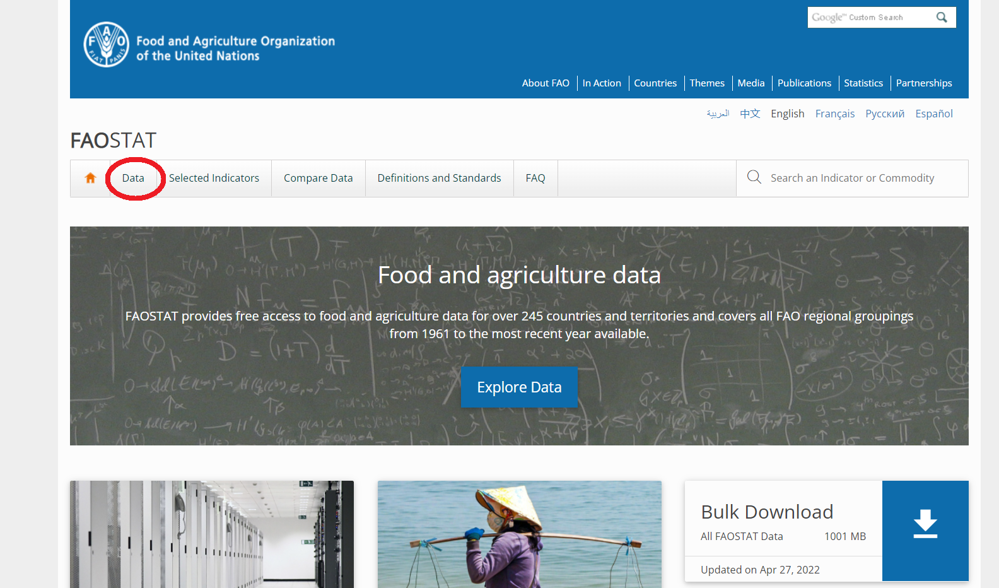 Google™ Custom Search
FAO
FIAT PANIS
Food and Agriculture Organization
of the United Nations
About FAO
In Action
Countries
Themes
Media
Publications
Statistics
Partnerships
العربية
中文
English
Français
Русский
Español
FAOSTAT
Data
Selected Indicators
Compare Data
Definitions and Standards
FAQ
Search an Indicator or Commodity
Food and agriculture data
FAOSTAT provides free access to food and agriculture data for over 245 countries and territories and covers all FAO regional groupings
from 1961 to the most recent year available.
Explore Data
Bulk Download
All FAOSTAT Data
1001 MB
Updated on Apr 27, 2022